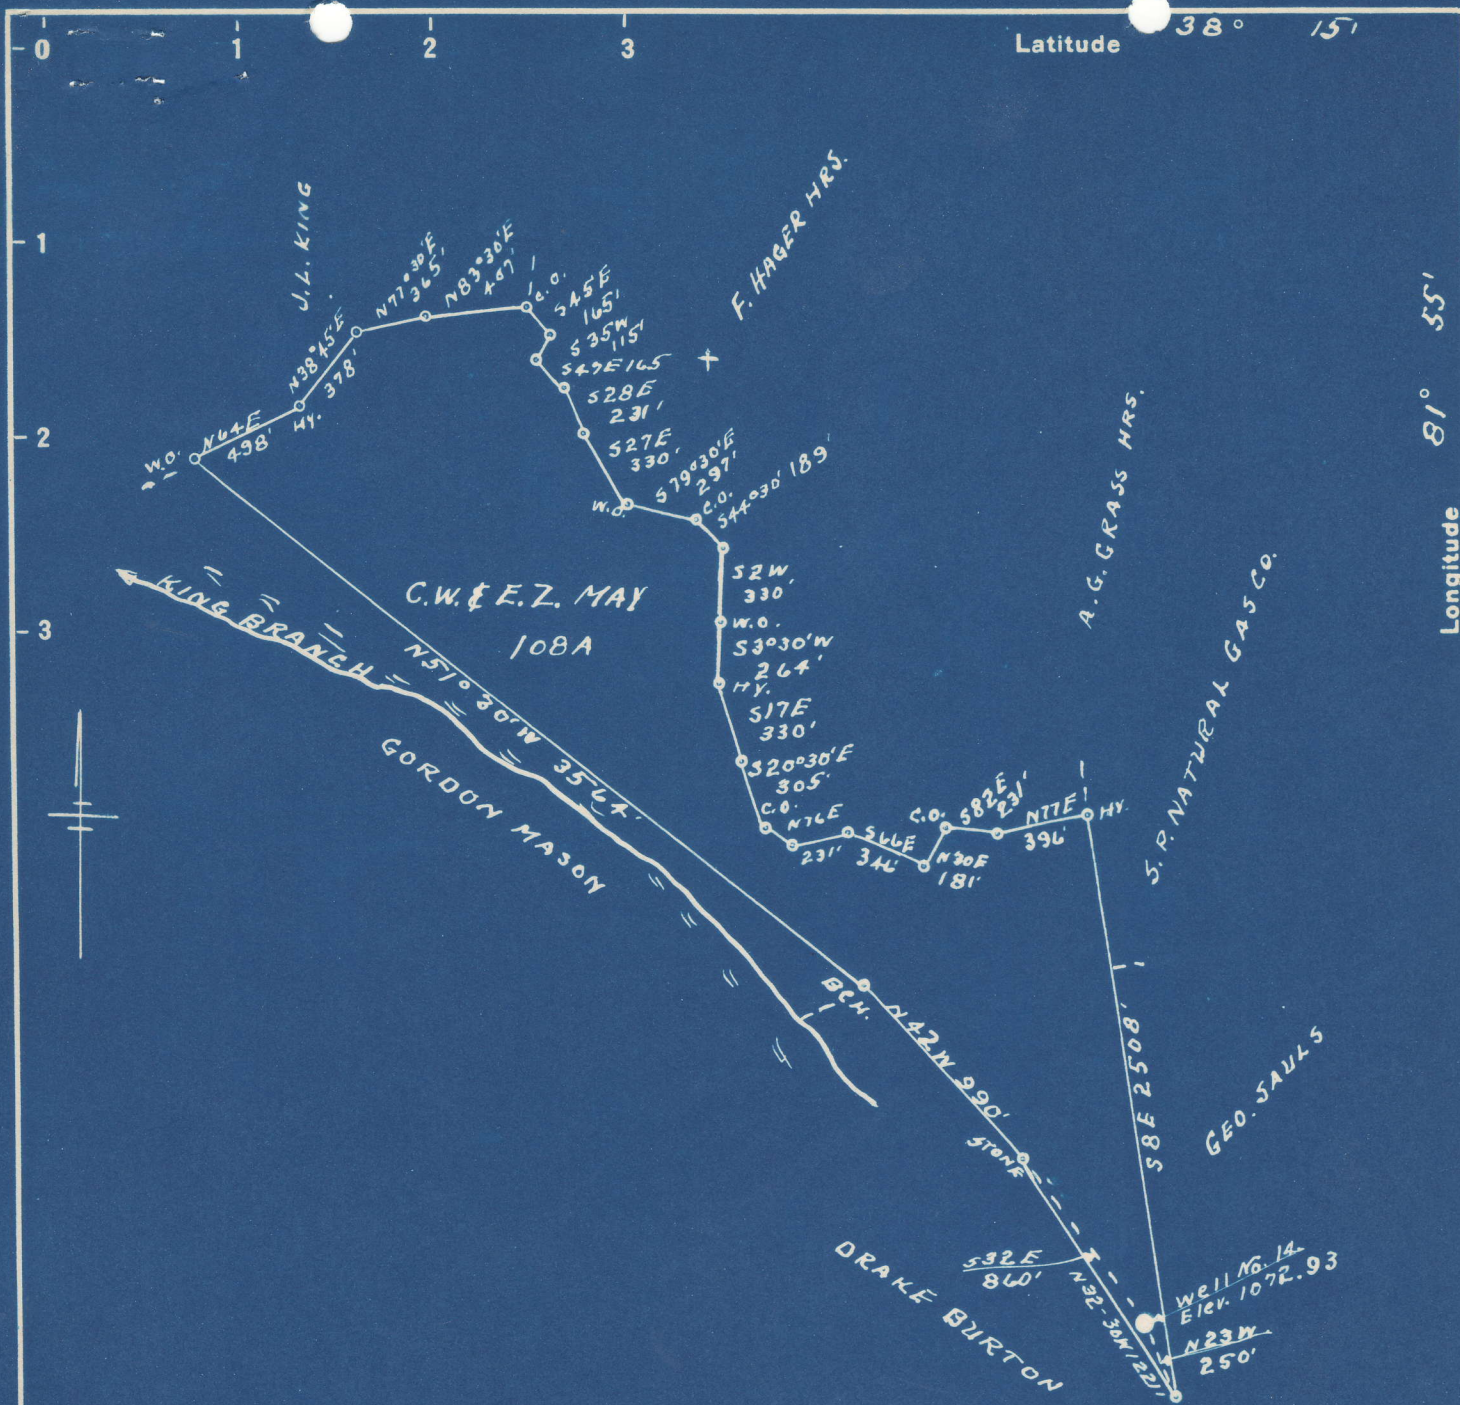 0
1
2
3
Latitude
38° 15'
1
2
3
Longitude
81° 55'
J.L. KING
F. HAGER HRS.
A.G. GRASS HRS.
S.P. NATURAL GAS CO.
GEO. SAULS
DRAKE BURTON
GORDON MASON
KING BRANCH
C.W. & E.Z. MAY
108A
W.O.
N64E
498'
HY.
N38°45'E
378'
N77°30'E
365'
N83°30'E
407'
C.O.
S45E
165'
S35W
115'
S49E 165
S28E
231'
S27E
330'
W.O.
S79°30'E
297'
C.O.
S44°30' 189'
S2W
330'
W.O.
S3°30'W
264'
HY.
S17E
330'
S20°30'E
305'
C.O.
N76E
231'
S66E
346'
N30E
181'
C.O.
S82E
231'
N77E
396'
HY.
S8E 2508'
N51°30'W 3564'
BCH.
N42W 990'
STONE
S32E
860'
N32-30W 1221'
Well No. 14
Elev. 1072.93
N23W
250'